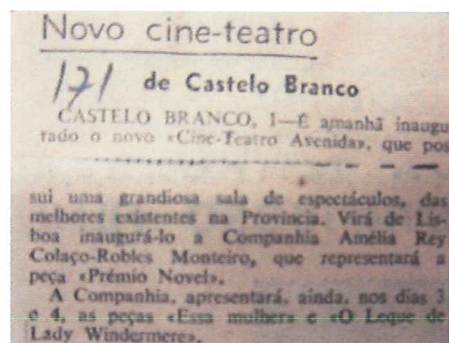 Novo cine-teatro
171 de Castelo Branco
CASTELO BRANCO, 1—É amanhã inaugu
rado o novo «Cine-Teatro Avenida», que pos
sui uma grandiosa sala de espectáculos, das
melhores existentes na Província. Virá de Lis-
boa inaugurá-lo a Companhia Amélia Rey
Colaço-Robles Monteiro, que representará a
peça «Prémio Novel».
A Companhia, apresentará, ainda, nos dias 3
e 4, as peças «Essa mulher» e «O Leque de
Lady Windermere».